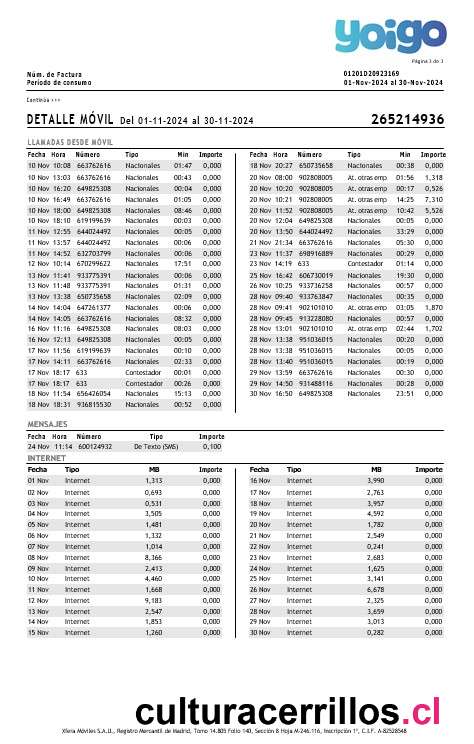 yoigo
Página 3 de 3
Núm. de Factura 01201D20923169
Período de consumo 01-Nov-2024 al 30-Nov-2024
Continúa >>>
DETALLE MÓVIL Del 01-11-2024 al 30-11-2024 265214936
LLAMADAS DESDE MÓVIL
Fecha Hora Número Tipo Min Importe
10 Nov 10:08 663762616 Nacionales 01:47 0,000
10 Nov 13:03 663762616 Nacionales 00:43 0,000
10 Nov 16:20 649825308 Nacionales 00:04 0,000
10 Nov 16:49 663762616 Nacionales 01:05 0,000
10 Nov 18:00 649825308 Nacionales 08:46 0,000
10 Nov 18:10 619199639 Nacionales 00:03 0,000
11 Nov 12:55 644024492 Nacionales 00:05 0,000
11 Nov 13:57 644024492 Nacionales 00:06 0,000
11 Nov 14:52 632703799 Nacionales 00:06 0,000
12 Nov 10:14 670299622 Nacionales 17:51 0,000
13 Nov 11:41 933775391 Nacionales 00:06 0,000
13 Nov 11:48 933775391 Nacionales 01:31 0,000
13 Nov 13:38 650735658 Nacionales 02:09 0,000
14 Nov 14:04 647261377 Nacionales 00:06 0,000
14 Nov 14:05 663762616 Nacionales 08:32 0,000
16 Nov 11:16 649825308 Nacionales 08:03 0,000
16 Nov 12:13 649825308 Nacionales 00:05 0,000
17 Nov 11:56 619199639 Nacionales 00:10 0,000
17 Nov 14:11 663762616 Nacionales 02:33 0,000
17 Nov 18:17 633 Contestador 00:01 0,000
17 Nov 18:17 633 Contestador 00:26 0,000
18 Nov 11:54 656426054 Nacionales 15:13 0,000
18 Nov 18:31 936815530 Nacionales 00:52 0,000
Fecha Hora Número Tipo Min Importe
18 Nov 20:27 650735658 Nacionales 00:38 0,000
20 Nov 08:00 902808005 At. otras emp 01:56 1,318
20 Nov 10:20 902808005 At. otras emp 00:17 0,526
20 Nov 10:21 902808005 At. otras emp 14:25 7,310
20 Nov 11:52 902808005 At. otras emp 10:42 5,526
20 Nov 12:04 649825308 Nacionales 00:05 0,000
20 Nov 13:50 644024492 Nacionales 33:29 0,000
21 Nov 21:34 663762616 Nacionales 05:30 0,000
23 Nov 11:37 698916889 Nacionales 00:29 0,000
23 Nov 14:19 633 Contestador 01:14 0,000
25 Nov 16:42 606730019 Nacionales 19:30 0,000
26 Nov 10:25 933736258 Nacionales 00:57 0,000
28 Nov 09:40 933763847 Nacionales 00:35 0,000
28 Nov 09:41 902101010 At. otras emp 03:05 1,870
28 Nov 09:45 913228080 Nacionales 00:57 0,000
28 Nov 13:01 902101010 At. otras emp 02:44 1,702
28 Nov 13:38 951036015 Nacionales 00:20 0,000
28 Nov 13:38 951036015 Nacionales 00:05 0,000
28 Nov 13:40 951036015 Nacionales 00:19 0,000
29 Nov 13:59 663762616 Nacionales 00:30 0,000
29 Nov 14:50 931488116 Nacionales 00:28 0,000
30 Nov 16:50 649825308 Nacionales 23:51 0,000
MENSAJES
Fecha Hora Número Tipo Importe
24 Nov 11:14 600124932 De Texto (SMS) 0,100
INTERNET
Fecha Tipo MB Importe
01 Nov Internet 1,313 0,000
02 Nov Internet 0,693 0,000
03 Nov Internet 0,531 0,000
04 Nov Internet 3,505 0,000
05 Nov Internet 1,481 0,000
06 Nov Internet 1,332 0,000
07 Nov Internet 1,014 0,000
08 Nov Internet 8,366 0,000
09 Nov Internet 2,413 0,000
10 Nov Internet 4,460 0,000
11 Nov Internet 1,668 0,000
12 Nov Internet 9,183 0,000
13 Nov Internet 2,547 0,000
14 Nov Internet 1,853 0,000
15 Nov Internet 1,260 0,000
Fecha Tipo MB Importe
16 Nov Internet 3,990 0,000
17 Nov Internet 2,763 0,000
18 Nov Internet 3,957 0,000
19 Nov Internet 4,592 0,000
20 Nov Internet 1,782 0,000
21 Nov Internet 2,549 0,000
22 Nov Internet 0,241 0,000
23 Nov Internet 2,683 0,000
24 Nov Internet 1,625 0,000
25 Nov Internet 3,141 0,000
26 Nov Internet 6,678 0,000
27 Nov Internet 2,325 0,000
28 Nov Internet 3,659 0,000
29 Nov Internet 3,013 0,000
30 Nov Internet 0,282 0,000
culturacerrillos.cl
Xfera Móviles S.A.U., Registro Mercantil de Madrid, Tomo 14.805 Folio 140, Sección 8 Hoja M-246.116, Inscripción 1ª, C.I.F. A-82528548